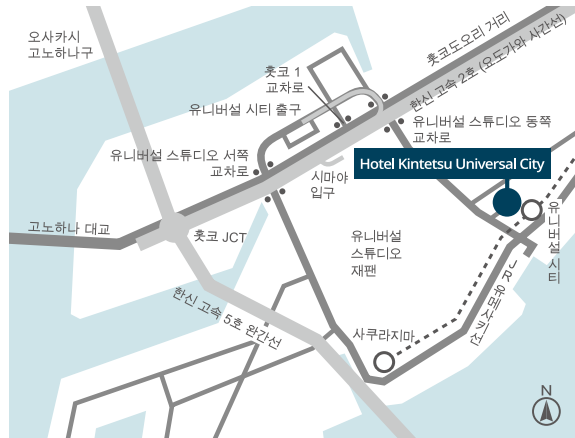 오사카시
고노하나구
홋코도오리 거리
한신 고속 2호 (요도가와 사간선)
홋코 1
교차로
유니버설 시티 출구
유니버설 스튜디오 동쪽
교차로
유니버설 스튜디오 서쪽
교차로
시마야
입구
Hotel Kintetsu Universal City
유니버설 시티
고노하나 대교
홋코 JCT
유니버설
스튜디오
재팬
JR 유메사키선
한신 고속 5호 완간선
사쿠라지마
N